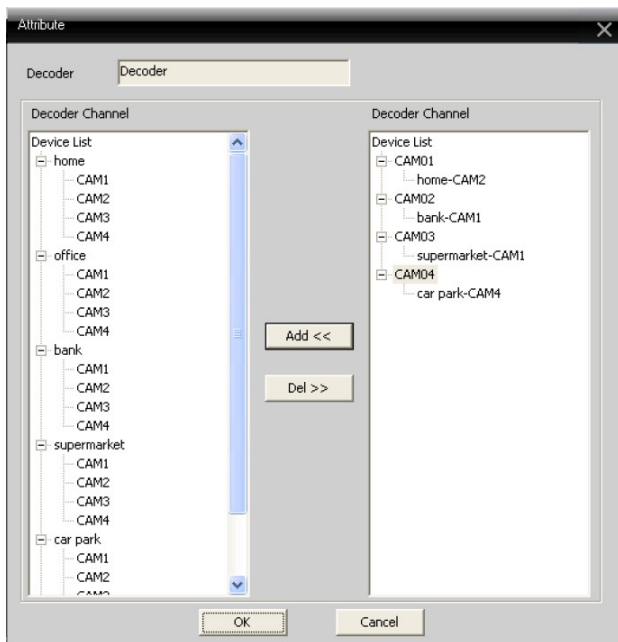 Attribute
Decoder Decoder
Decoder Channel
Device List
home
CAM1
CAM2
CAM3
CAM4
office
CAM1
CAM2
CAM3
CAM4
bank
CAM1
CAM2
CAM3
CAM4
supermarket
CAM1
CAM2
CAM3
CAM4
car park
CAM1
CAM2
Add <<
Del >>
Decoder Channel
Device List
CAM01
home-CAM2
CAM02
bank-CAM1
CAM03
supermarket-CAM1
CAM04
car park-CAM4
OK
Cancel